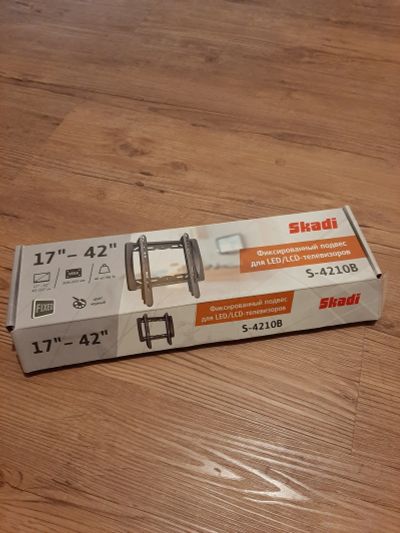 Skadi
17"– 42"
Фиксированный подвес
для LED/LCD-телевизоров
S-4210B
FIXED
Skadi
Фиксированный подвес
для LED/LCD-телевизоров
17"– 42"
S-4210B